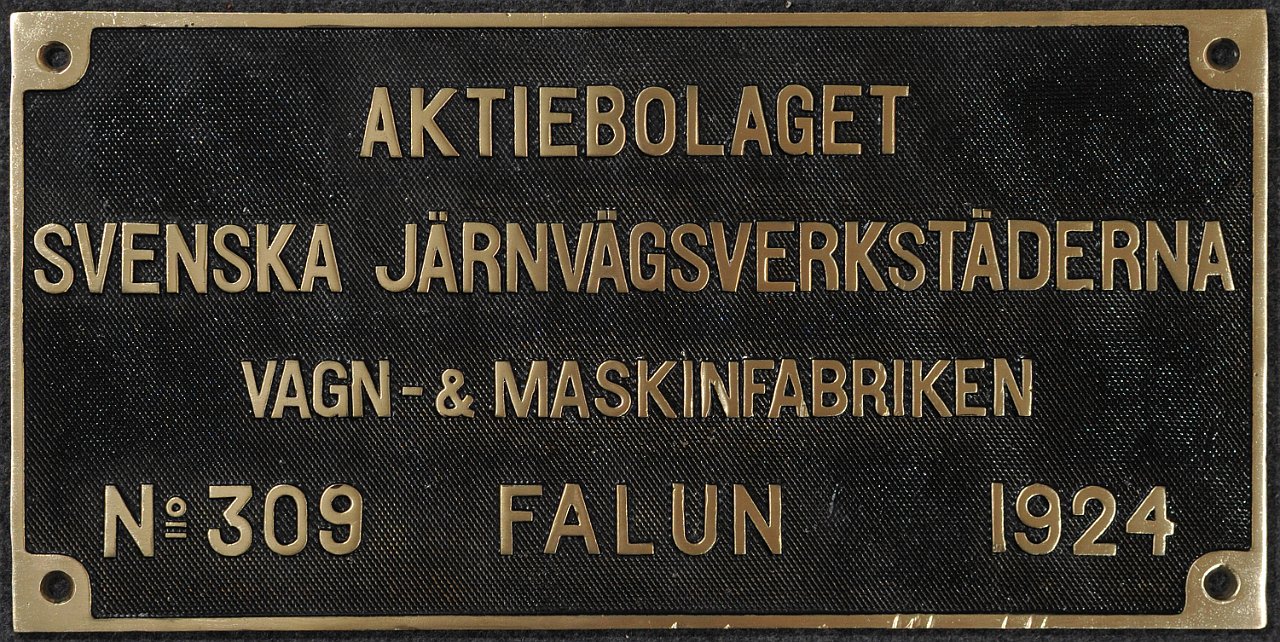 AKTIEBOLAGET
SVENSKA JÄRNVÄGSVERKSTÄDERNA
VAGN- & MASKINFABRIKEN
No 309 FALUN 1924